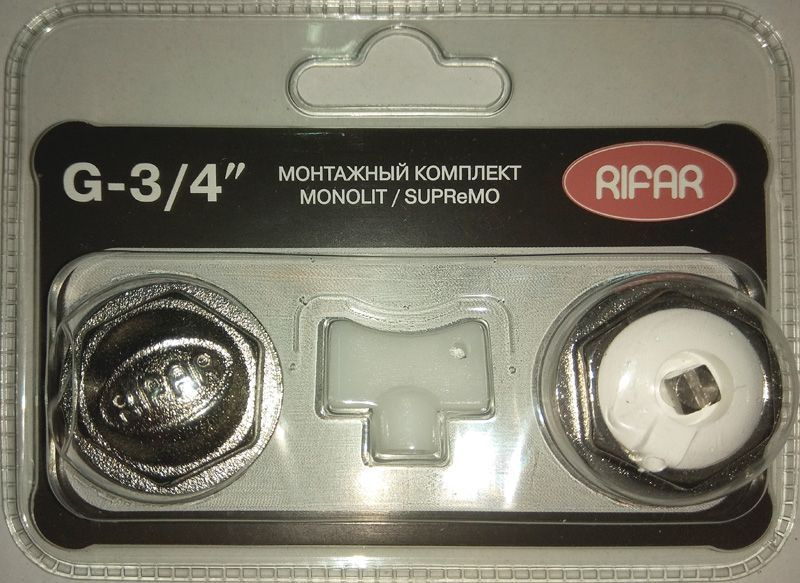 G-3/4"
МОНТАЖНЫЙ КОМПЛЕКТ
MONOLIT / SUPReMO
RIFAR
RIFAR